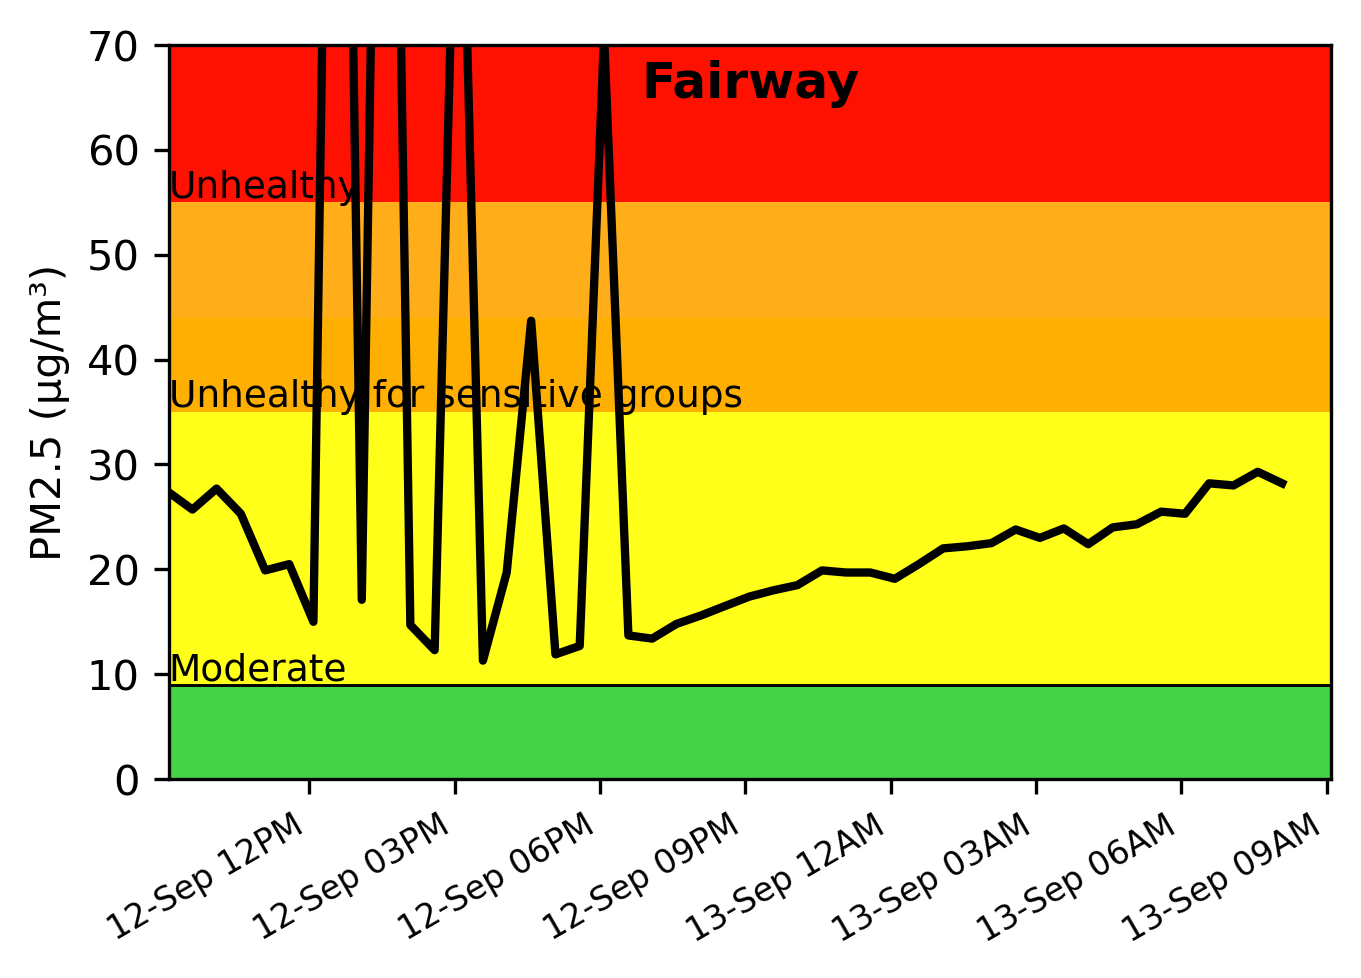 Fairway
PM2.5 (µg/m³)
70
60
50
40
30
20
10
0
Unhealthy
Unhealthy for sensitive groups
Moderate
12-Sep 12PM
12-Sep 03PM
12-Sep 06PM
12-Sep 09PM
13-Sep 12AM
13-Sep 03AM
13-Sep 06AM
13-Sep 09AM